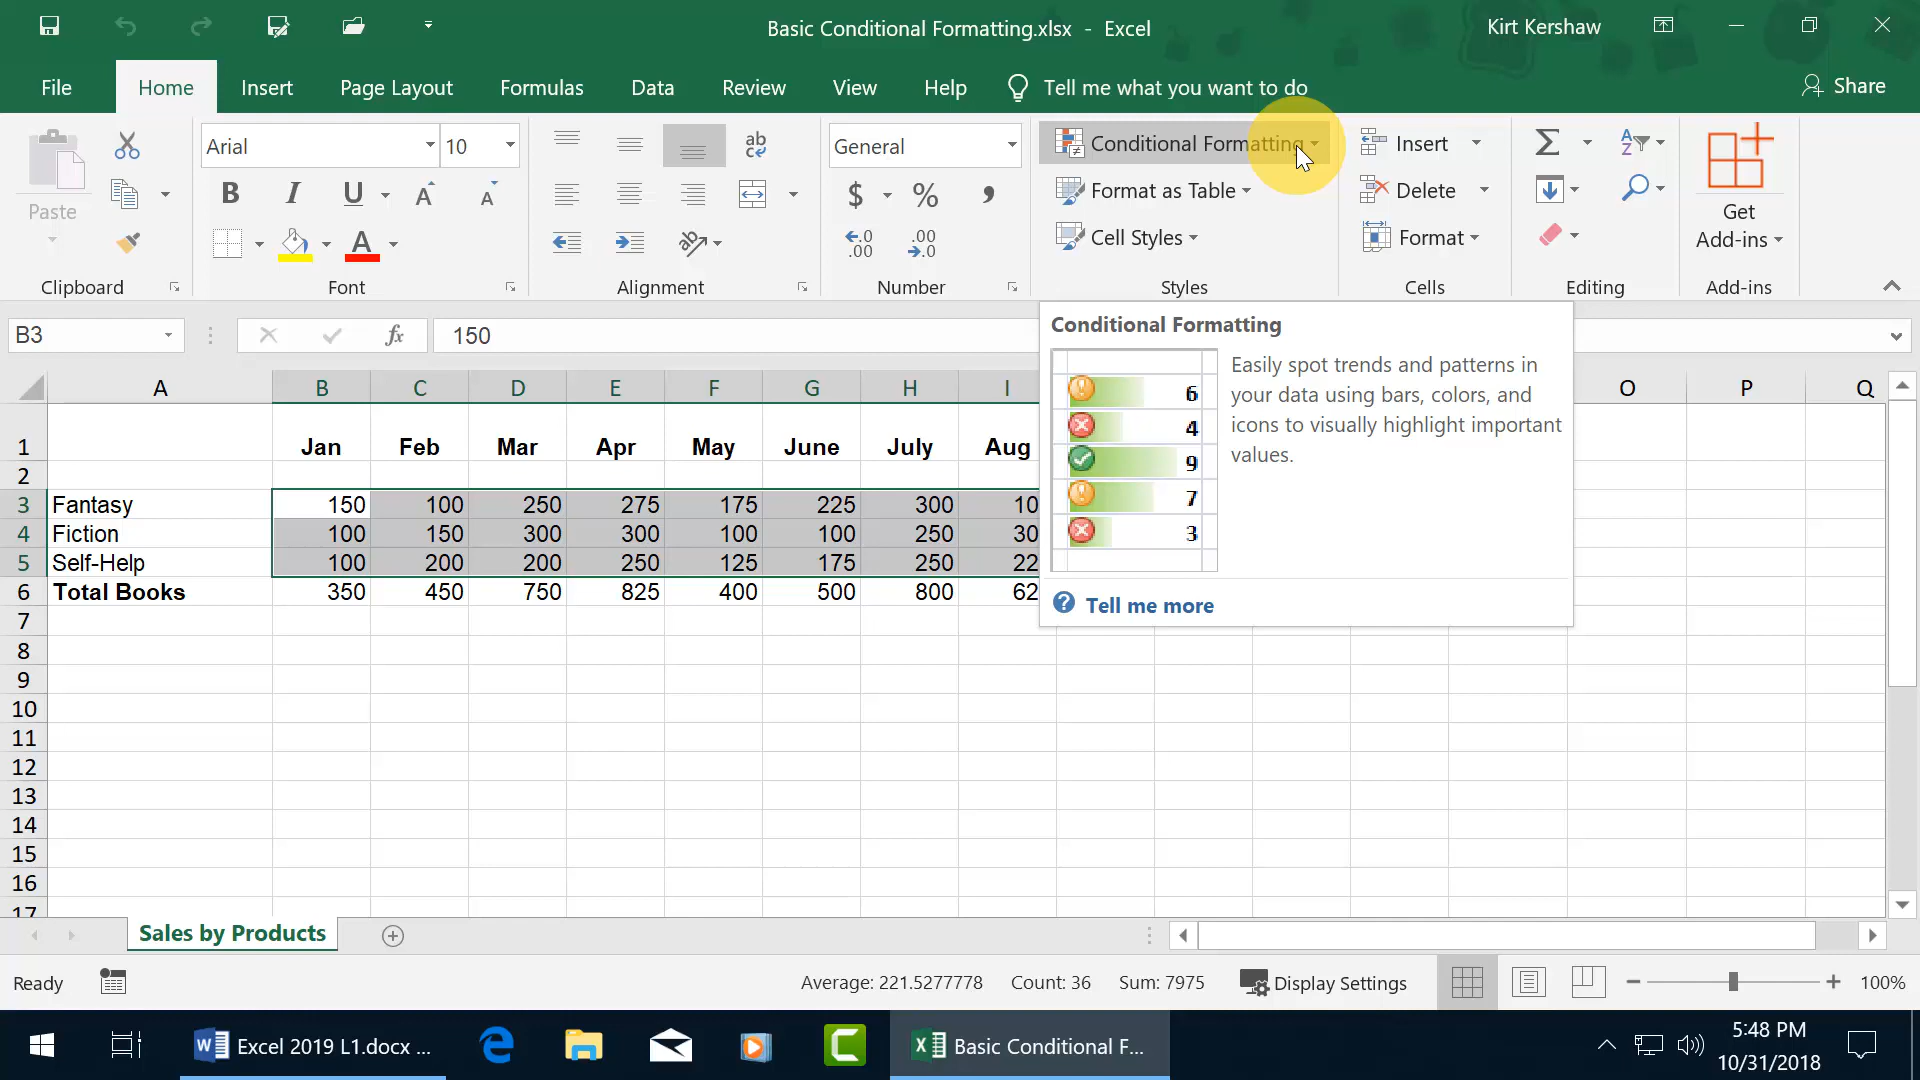 Basic Conditional Formatting.xlsx - Excel
Kirt Kershaw
File Home Insert Page Layout Formulas Data Review View Help Tell me what you want to do Share
Paste
Arial 10
ab
General
Conditional Formatting
Insert
Format as Table
Delete
Cell Styles
Format
Get
Add-ins
B I U A A
A
$ % ,
.00
.0
Clipboard Font Alignment Number Styles Cells Editing Add-ins
B3 fx 150
Conditional Formatting
Easily spot trends and patterns in
your data using bars, colors, and
icons to visually highlight important
values.
6
4
9
7
3
Tell me more
A B C D E F G H I O P Q
1 Jan Feb Mar Apr May June July Aug
2
3 Fantasy 150 100 250 275 175 225 300 10
4 Fiction 100 150 300 300 100 100 250 30
5 Self-Help 100 200 200 250 125 175 250 22
6 Total Books 350 450 750 825 400 500 800 62
7
8
9
10
11
12
13
14
15
16
17
Sales by Products
Ready Average: 221.5277778 Count: 36 Sum: 7975 Display Settings 100%
Excel 2019 L1.docx ... Basic Conditional F... 5:48 PM
10/31/2018